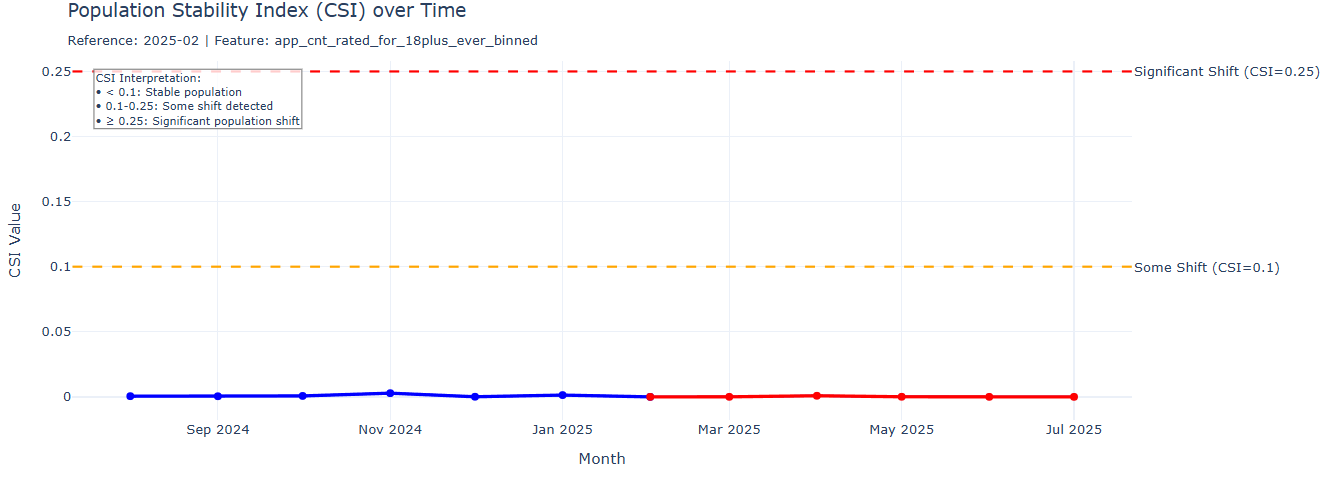 Population Stability Index (CSI) over Time
Reference: 2025-02 | Feature: app_cnt_rated_for_18plus_ever_binned
CSI Interpretation:
• < 0.1: Stable population
• 0.1-0.25: Some shift detected
• ≥ 0.25: Significant population shift
Significant Shift (CSI=0.25)
Some Shift (CSI=0.1)
CSI Value
0.25
0.2
0.15
0.1
0.05
0
Sep 2024
Nov 2024
Jan 2025
Mar 2025
May 2025
Jul 2025
Month